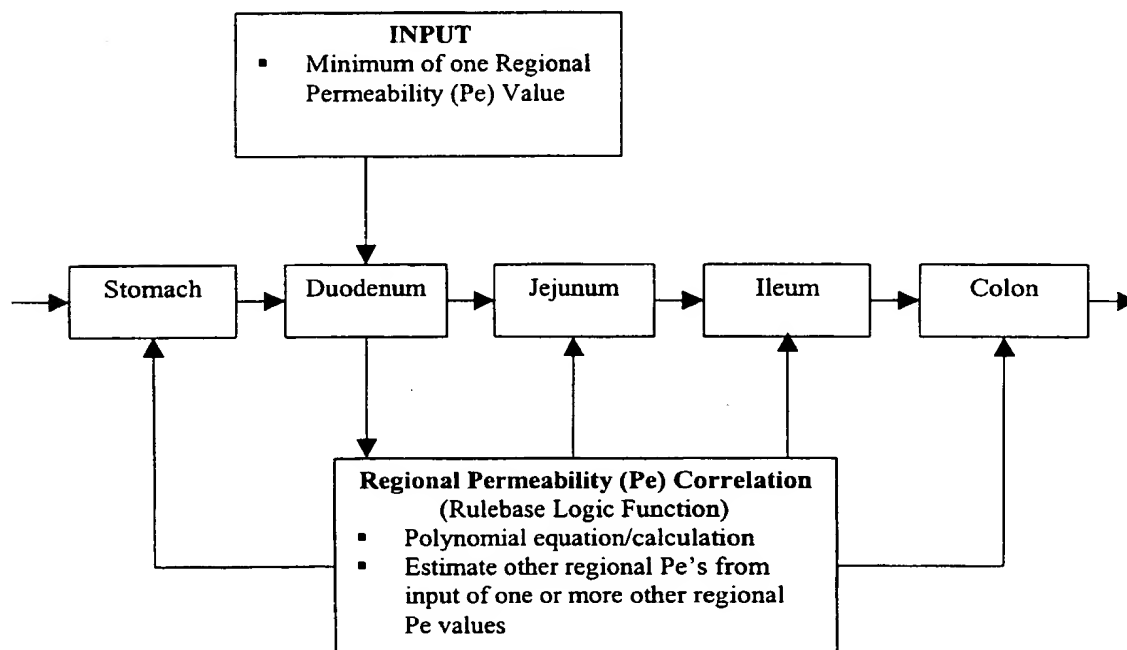 INPUT
▪ Minimum of one Regional
Permeability (Pe) Value
Stomach
Duodenum
Jejunum
Ileum
Colon
Regional Permeability (Pe) Correlation
(Rulebase Logic Function)
▪ Polynomial equation/calculation
▪ Estimate other regional Pe's from
input of one or more other regional
Pe values